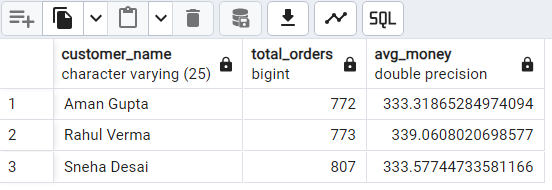 SQL
customer_name total_orders avg_money
character varying (25) bigint double precision
1 Aman Gupta 772 333.31865284974094
2 Rahul Verma 773 339.0608020698577
3 Sneha Desai 807 333.57744733581166